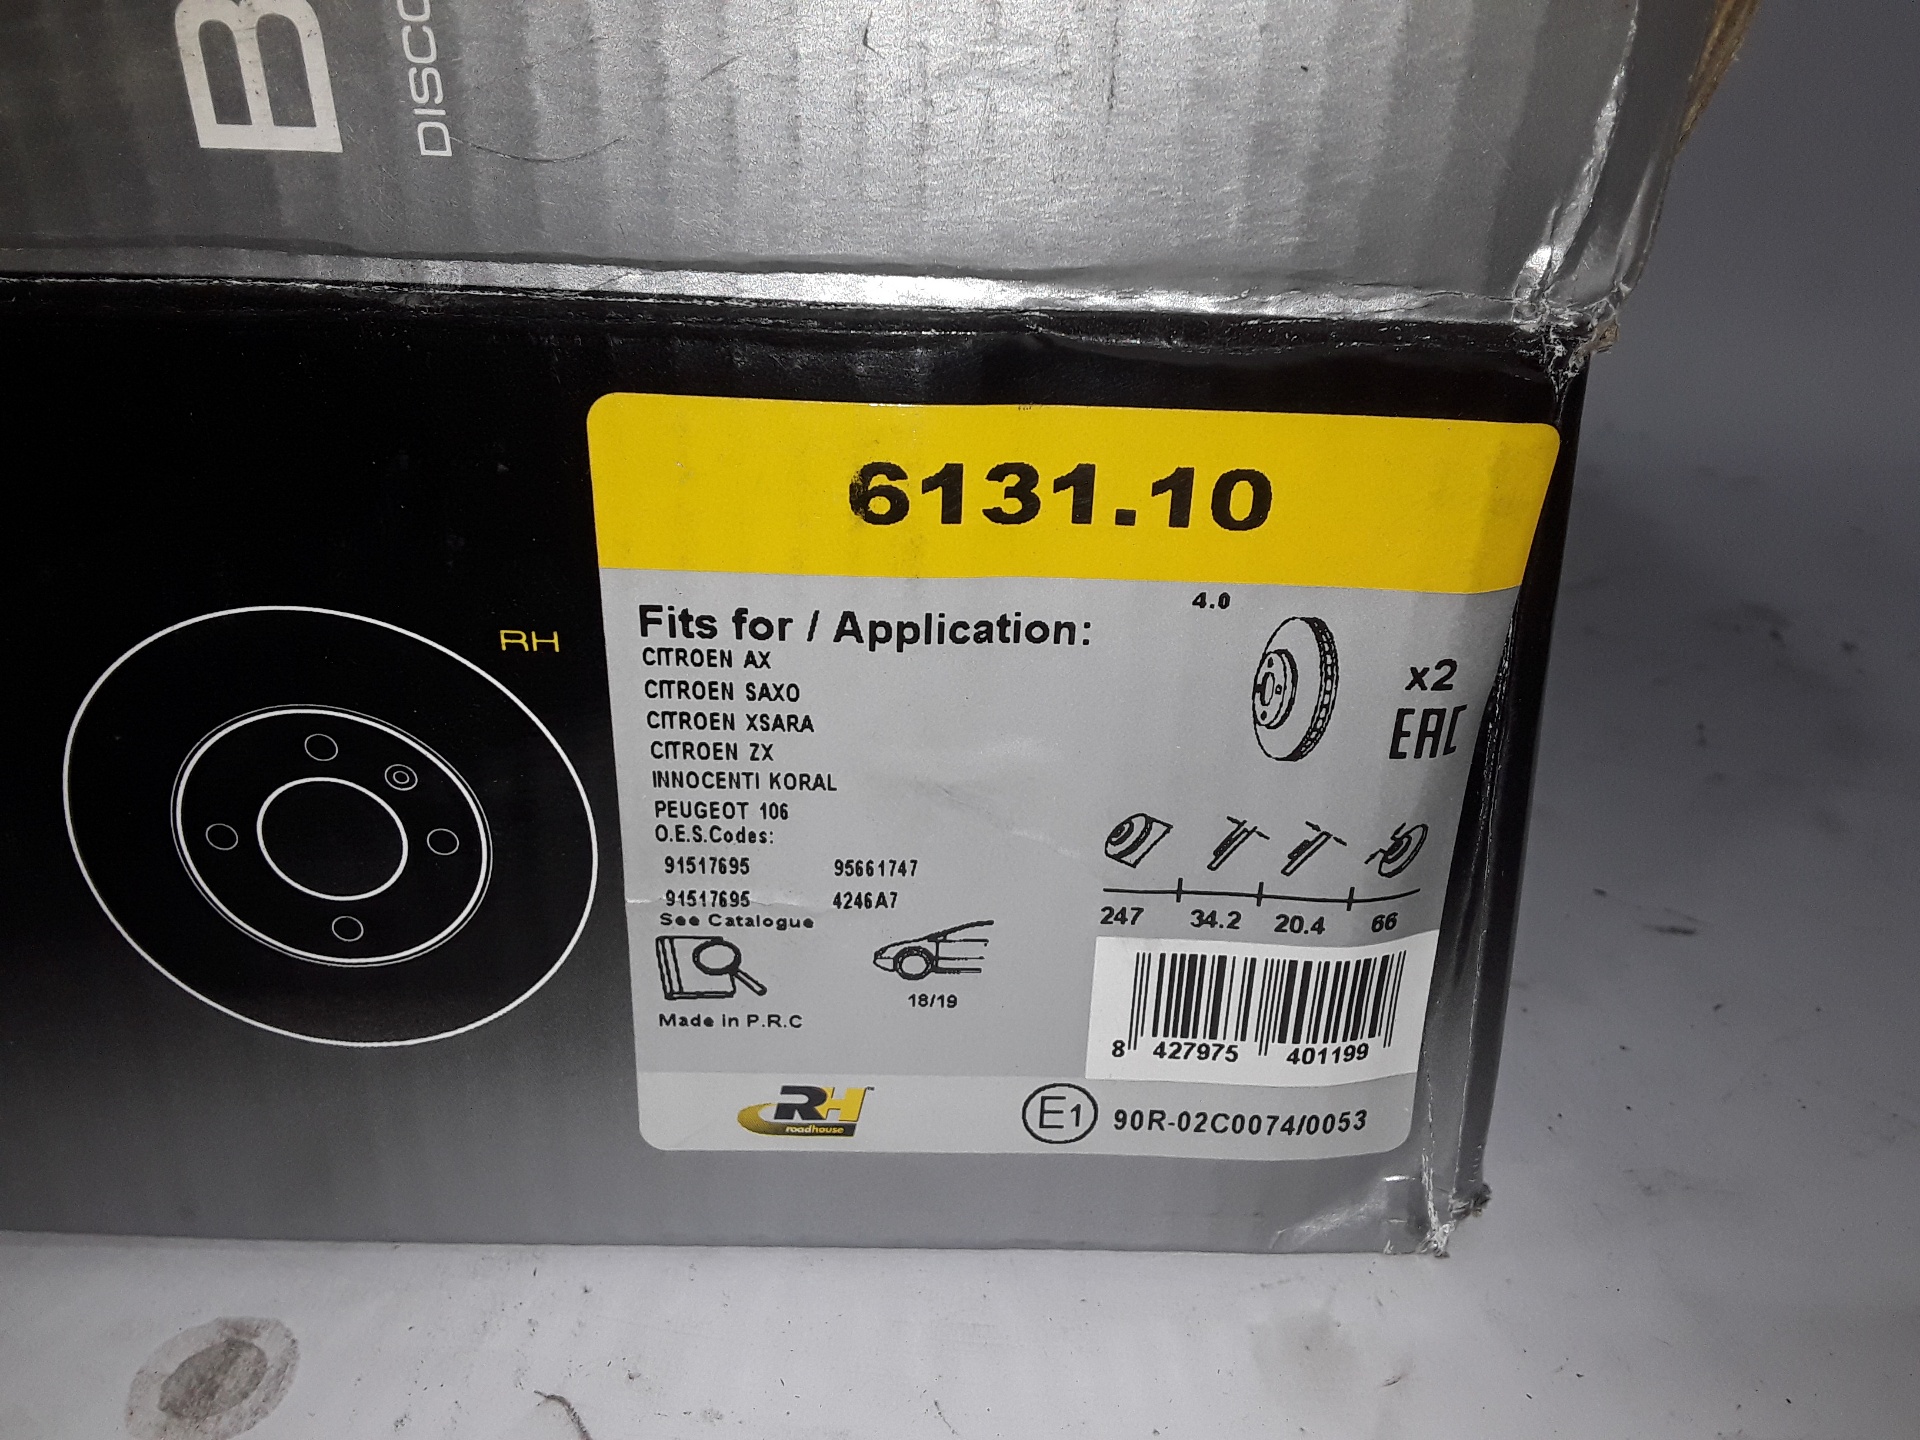 B
DISCO
RH
6131.10
Fits for / Application:
4.0
CITROEN AX
CITROEN SAXO
CITROEN XSARA
CITROEN ZX
INNOCENTI KORAL
PEUGEOT 106
x2
EAC
O.E.S.Codes:
91517695 95661747
91517695 4246A7
See Catalogue
247 34.2 20.4 66
18/19
Made in P.R.C
8 427975 401199
RH™
roadhouse
E1 90R-02C0074/0053